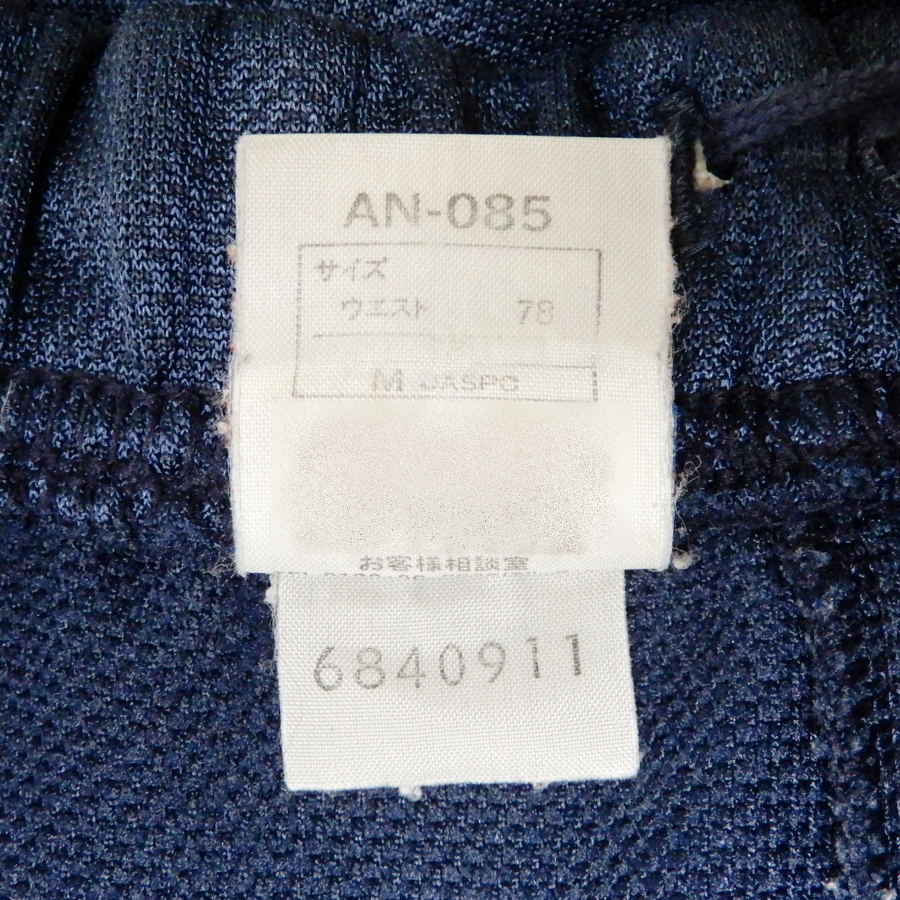 AN-085
サイズ
ウエスト 78
M JASPO
お客様相談室
6840911